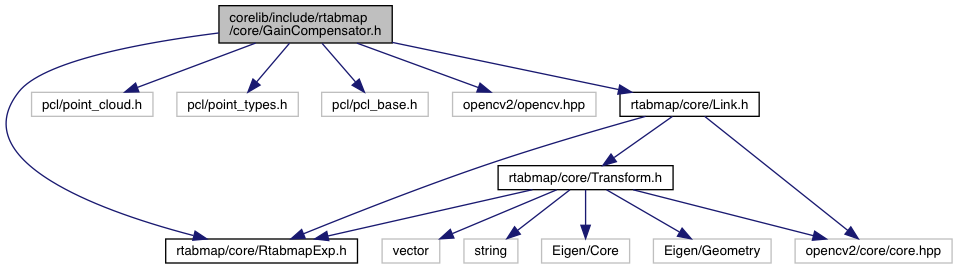 corelib/include/rtabmap
/core/GainCompensator.h
pcl/point_cloud.h
pcl/point_types.h
pcl/pcl_base.h
opencv2/opencv.hpp
rtabmap/core/Link.h
rtabmap/core/Transform.h
rtabmap/core/RtabmapExp.h
vector
string
Eigen/Core
Eigen/Geometry
opencv2/core/core.hpp